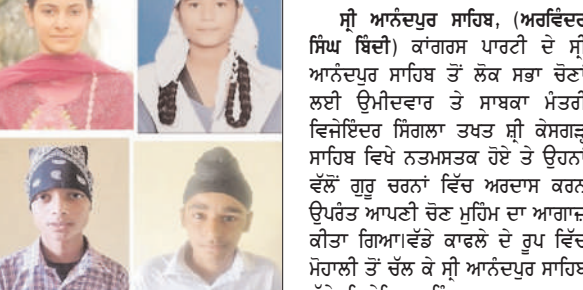 ਸ੍ਰੀ ਆਨੰਦਪੁਰ ਸਾਹਿਬ, (ਅਰਵਿੰਦਰ
ਸਿੰਘ ਬਿੰਦੀ) ਕਾਂਗਰਸ ਪਾਰਟੀ ਦੇ ਸ੍ਰੀ
ਆਨੰਦਪੁਰ ਸਾਹਿਬ ਤੋਂ ਲੋਕ ਸਭਾ ਚੋਣਾਂ
ਲਈ ਉਮੀਦਵਾਰ ਤੇ ਸਾਬਕਾ ਮੰਤਰੀ
ਵਿਜੇਇੰਦਰ ਸਿੰਗਲਾ ਤਖਤ ਸ਼੍ਰੀ ਕੇਸਗੜ੍ਹ
ਸਾਹਿਬ ਵਿਖੇ ਨਤਮਸਤਕ ਹੋਏ ਤੇ ਉਹਨਾਂ
ਵੱਲੋਂ ਗੁਰੂ ਚਰਨਾਂ ਵਿੱਚ ਅਰਦਾਸ ਕਰਨ
ਉਪਰੰਤ ਆਪਣੀ ਚੋਣ ਮੁਹਿੰਮ ਦਾ ਆਗਾਜ਼
ਕੀਤਾ ਗਿਆ।ਵੱਡੇ ਕਾਫਲੇ ਦੇ ਰੂਪ ਵਿੱਚ
ਮੋਹਾਲੀ ਤੋਂ ਚੱਲ ਕੇ ਸ੍ਰੀ ਆਨੰਦਪੁਰ ਸਾਹਿਬ